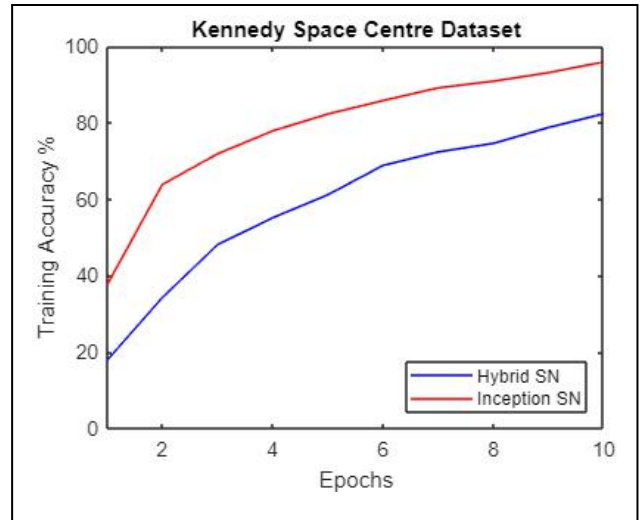 Kennedy Space Centre Dataset
100
80
60
40
20
0
Training Accuracy %
2 4 6 8 10
Epochs
Hybrid SN
Inception SN